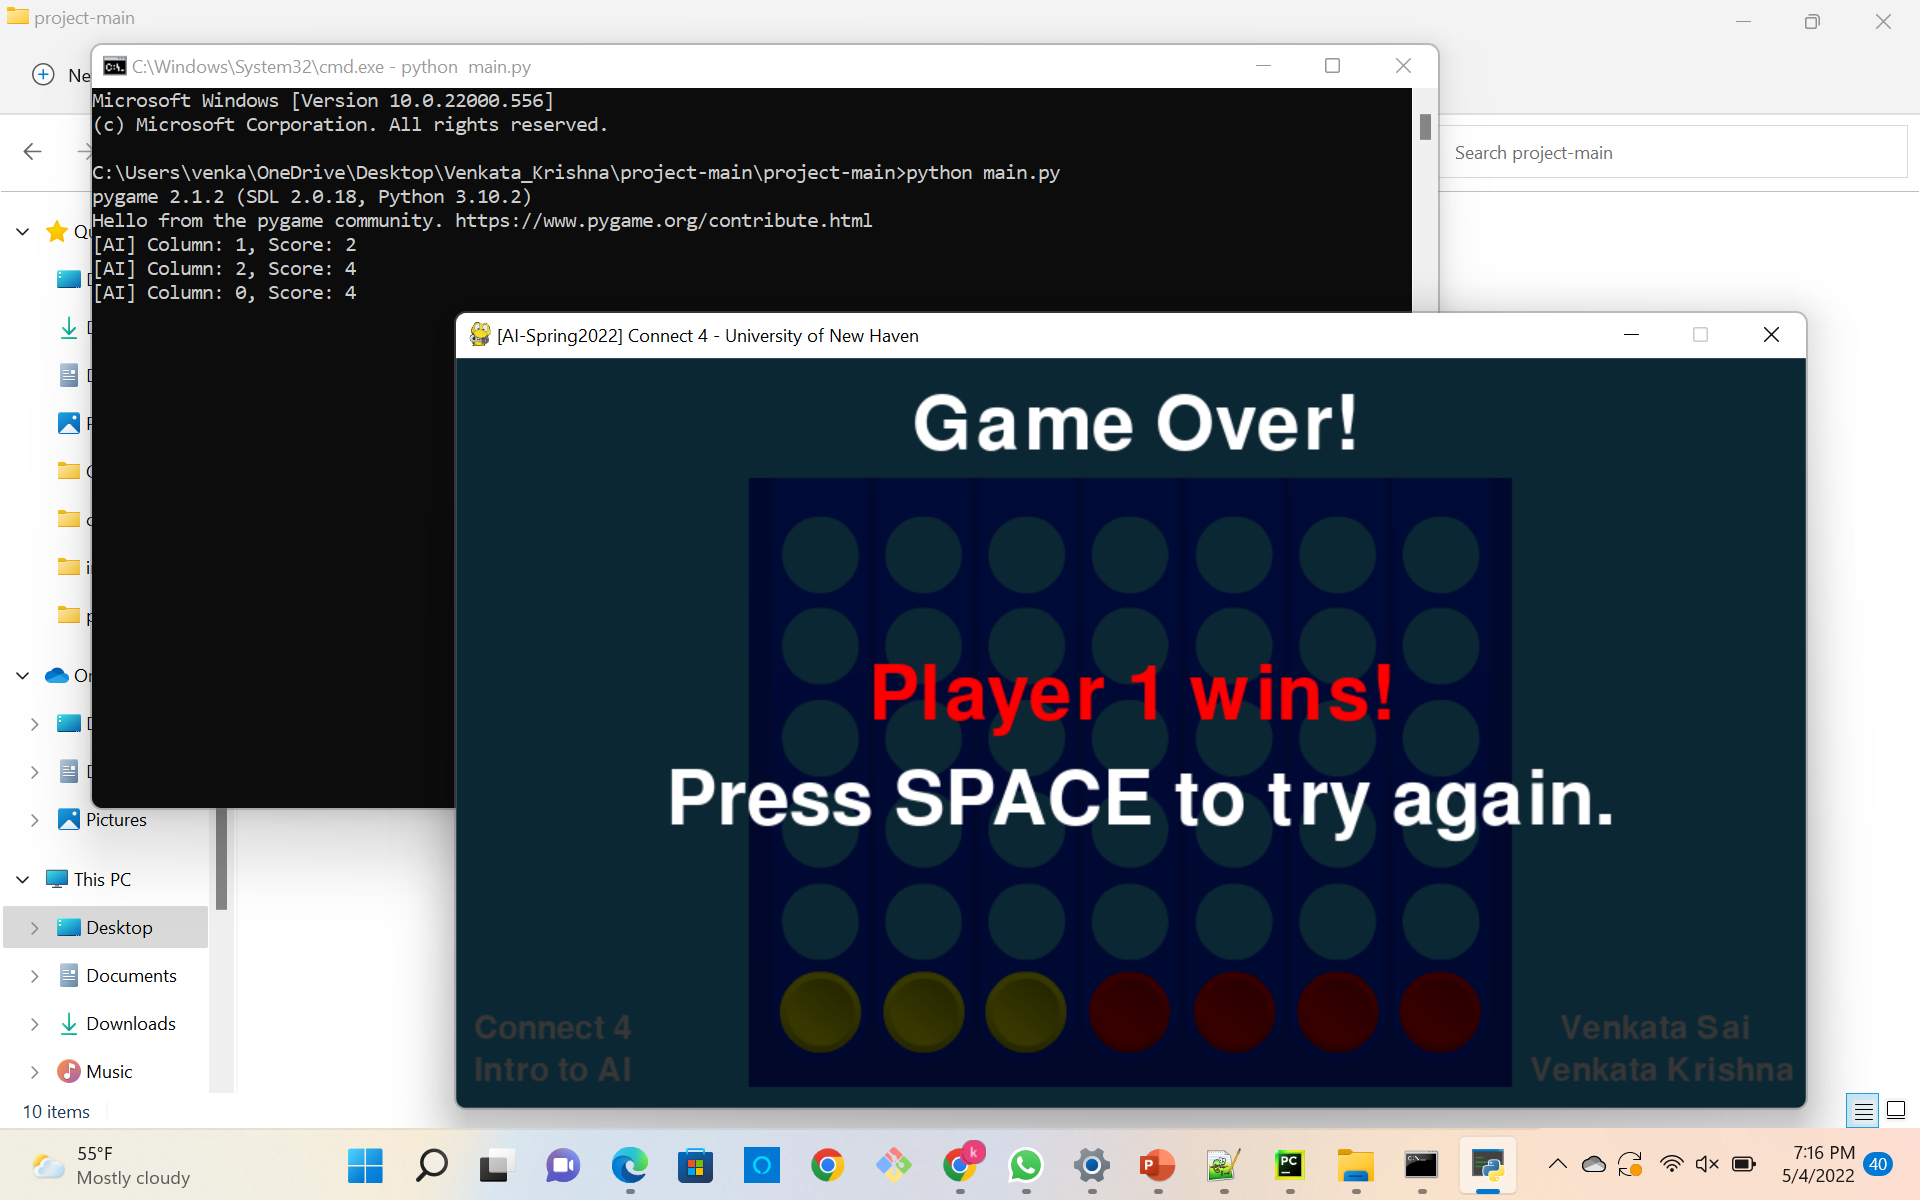 project-main
Ne
C:\Windows\System32\cmd.exe - python  main.py
Microsoft Windows [Version 10.0.22000.556]
(c) Microsoft Corporation. All rights reserved.
C:\Users\venka\OneDrive\Desktop\Venkata_Krishna\project-main\project-main>python main.py
pygame 2.1.2 (SDL 2.0.18, Python 3.10.2)
Hello from the pygame community. https://www.pygame.org/contribute.html
[AI] Column: 1, Score: 2
[AI] Column: 2, Score: 4
[AI] Column: 0, Score: 4
Search project-main
Pictures
This PC
Desktop
Documents
Downloads
Music
10 items
[AI-Spring2022] Connect 4 - University of New Haven
Game Over!
Player 1 wins!
Press SPACE to try again.
Connect 4
Intro to AI
Venkata Sai
Venkata Krishna
55°F
Mostly cloudy
k
P
PC
7:16 PM
5/4/2022
40